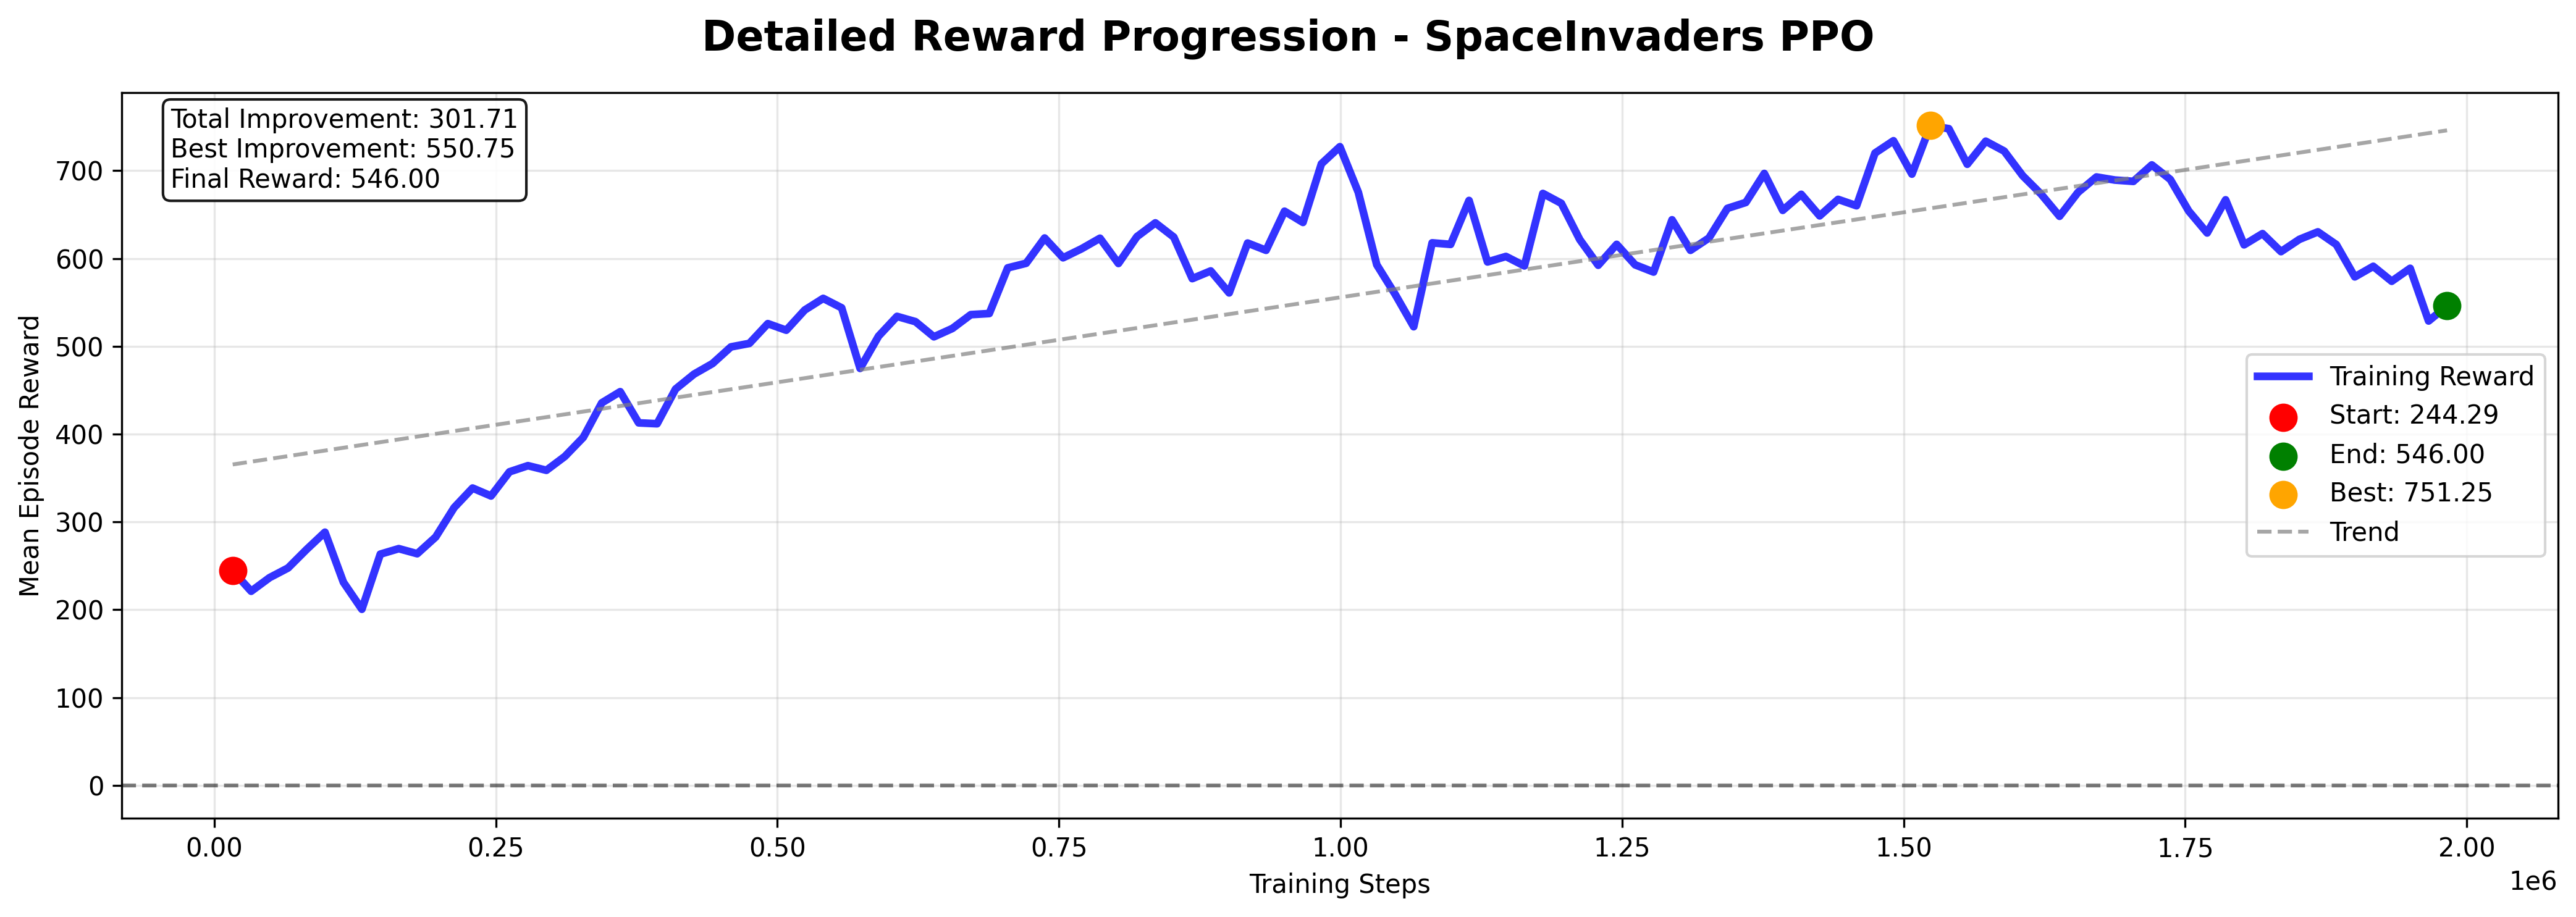 Detailed Reward Progression - SpaceInvaders PPO
Total Improvement: 301.71
Best Improvement: 550.75
Final Reward: 546.00
Mean Episode Reward
700
600
500
400
300
200
100
0
Training Reward
Start: 244.29
End: 546.00
Best: 751.25
Trend
0.00 0.25 0.50 0.75 1.00 1.25 1.50 1.75 2.00
Training Steps
1e6